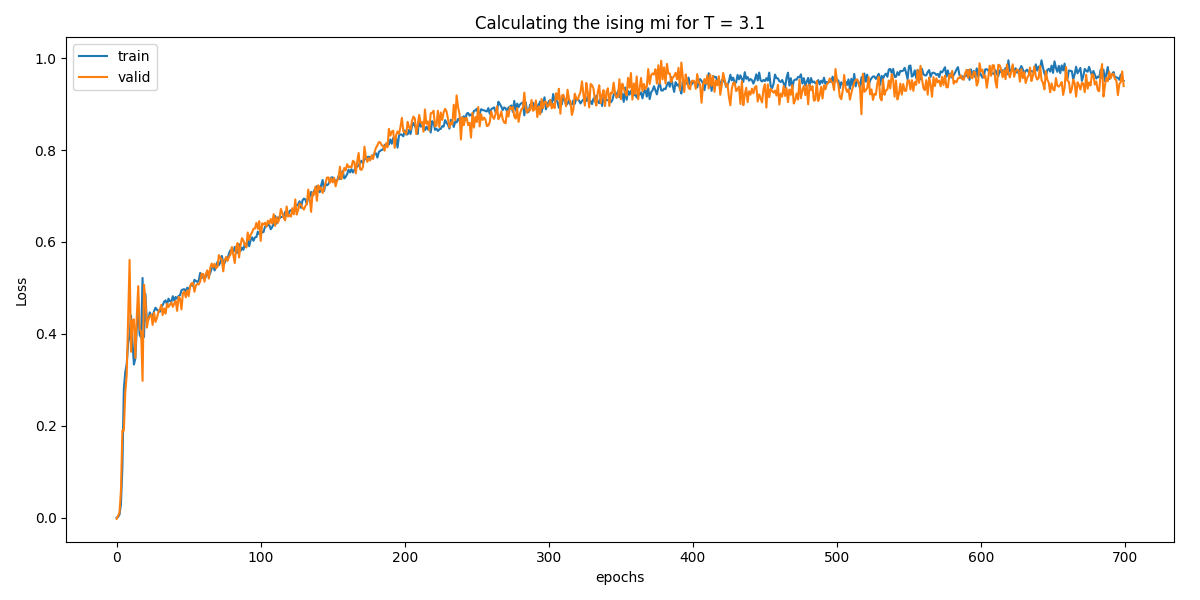 Calculating the ising mi for T = 3.1
train
valid
Loss
1.0
0.8
0.6
0.4
0.2
0.0
0 100 200 300 400 500 600 700
epochs